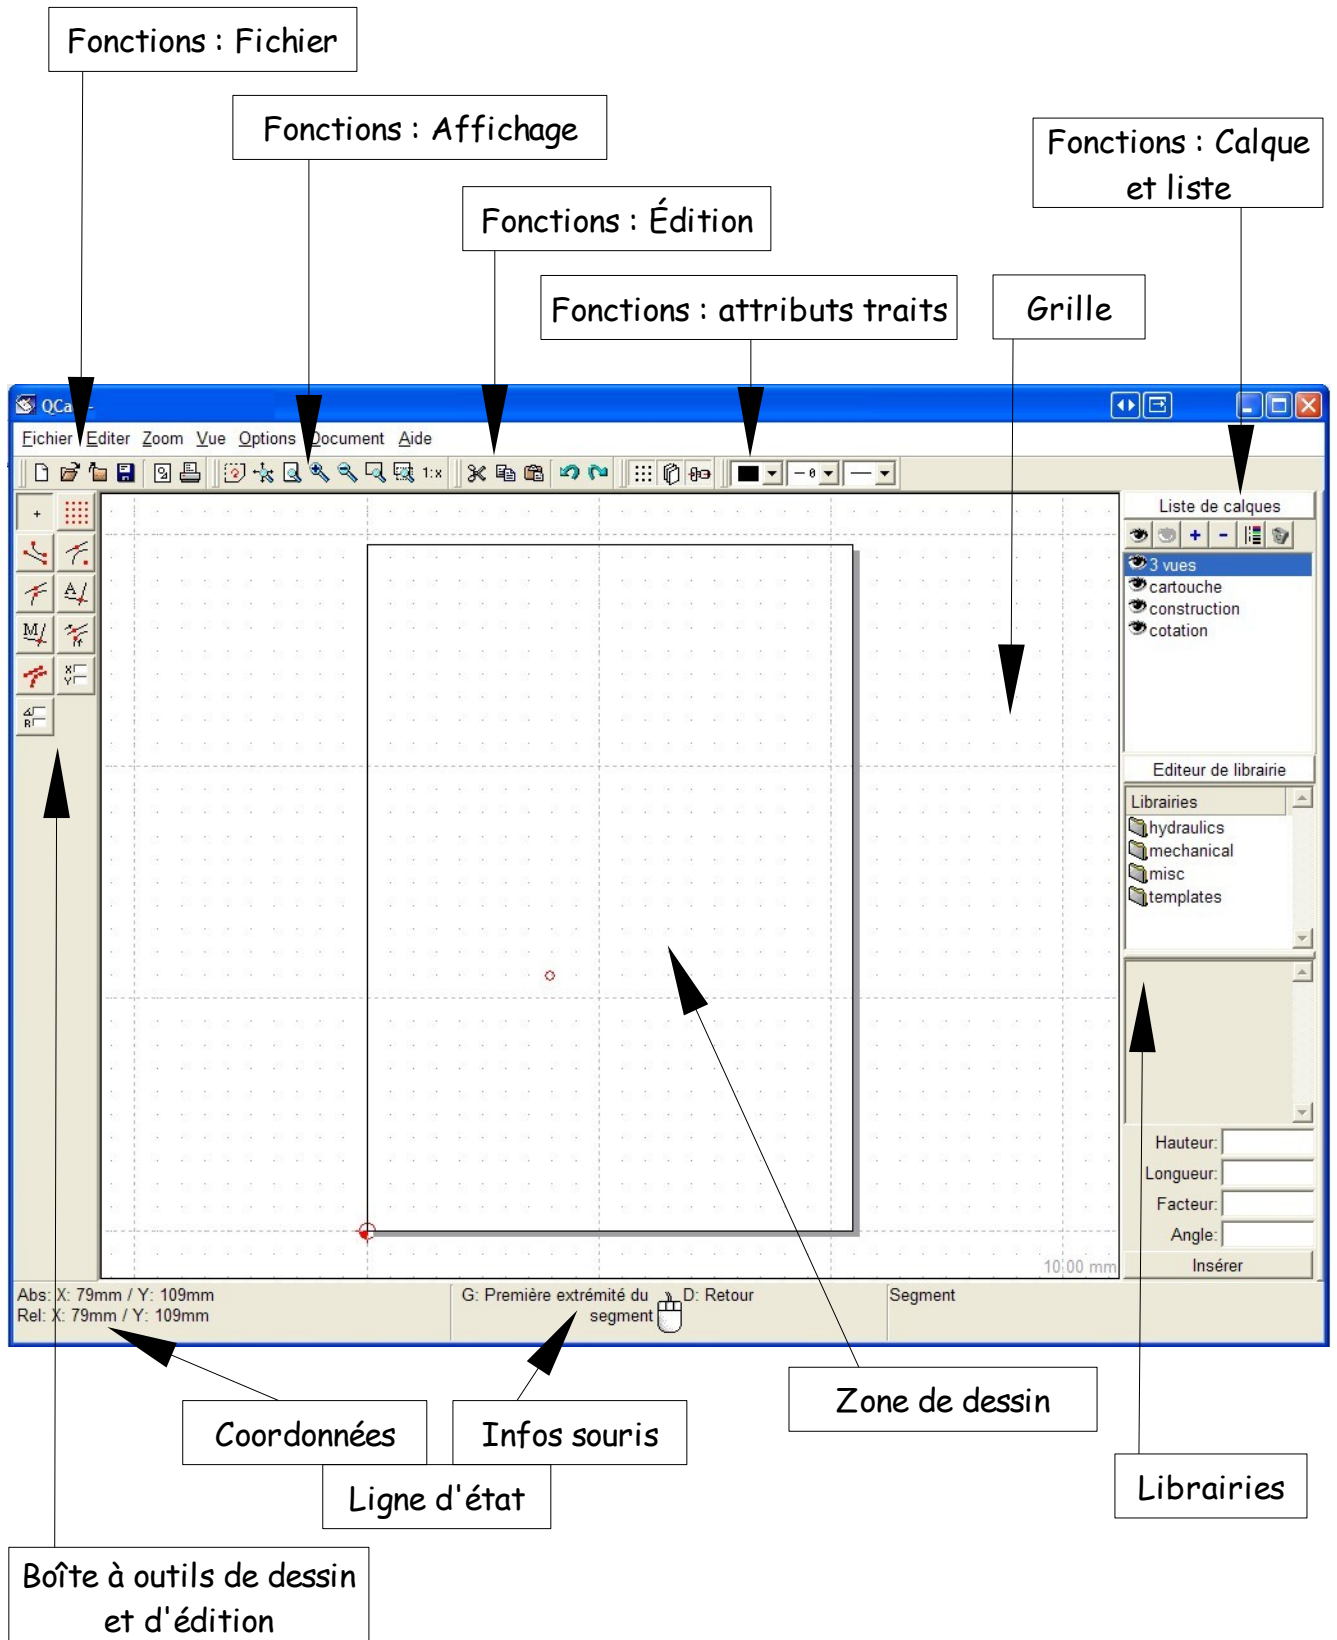 Fonctions : Fichier
Fonctions : Affichage
Fonctions : Calque
et liste
Fonctions : Édition
Fonctions : attributs traits
Grille
Fichier Editer Zoom Vue Options Document Aide
1:x
- 0
Liste de calques
3 vues
cartouche
construction
cotation
M
A
X
Y
R
Editeur de librairie
Librairies
hydraulics
mechanical
misc
templates
Hauteur:
Longueur:
Facteur:
Angle:
Insérer
10.00 mm
Abs: X: 79mm / Y: 109mm
Rel: X: 79mm / Y: 109mm
G: Première extrémité du
segment
D: Retour
Segment
Zone de dessin
Coordonnées
Infos souris
Ligne d'état
Librairies
Boîte à outils de dessin
et d'édition